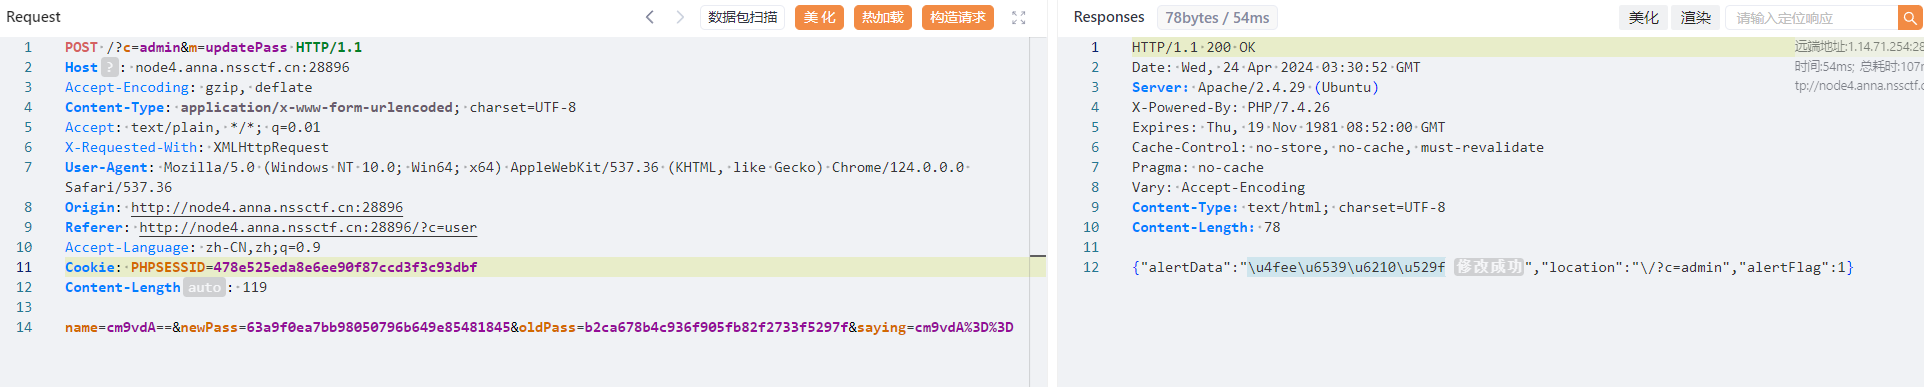 Request
数据包扫描 美化 热加载 构造请求
1 POST /?c=admin&m=updatePass HTTP/1.1
2 Host ? : node4.anna.nssctf.cn:28896
3 Accept-Encoding: gzip, deflate
4 Content-Type: application/x-www-form-urlencoded; charset=UTF-8
5 Accept: text/plain, */*; q=0.01
6 X-Requested-With: XMLHttpRequest
7 User-Agent: Mozilla/5.0 (Windows NT 10.0; Win64; x64) AppleWebKit/537.36 (KHTML, like Gecko) Chrome/124.0.0.0
Safari/537.36
8 Origin: http://node4.anna.nssctf.cn:28896
9 Referer: http://node4.anna.nssctf.cn:28896/?c=user
10 Accept-Language: zh-CN,zh;q=0.9
11 Cookie: PHPSESSID=478e525eda8e6ee90f87ccd3f3c93dbf
12 Content-Length auto : 119
13
14 name=cm9vdA==&newPass=63a9f0ea7bb98050796b649e85481845&oldPass=b2ca678b4c936f905fb82f2733f5297f&saying=cm9vdA%3D%3D
Responses 78bytes / 54ms 美化 渲染 请输入定位响应
1 HTTP/1.1 200 OK
2 Date: Wed, 24 Apr 2024 03:30:52 GMT
3 Server: Apache/2.4.29 (Ubuntu)
4 X-Powered-By: PHP/7.4.26
5 Expires: Thu, 19 Nov 1981 08:52:00 GMT
6 Cache-Control: no-store, no-cache, must-revalidate
7 Pragma: no-cache
8 Vary: Accept-Encoding
9 Content-Type: text/html; charset=UTF-8
10 Content-Length: 78
11
12 {"alertData":"\u4fee\u6539\u6210\u529f 修改成功 ","location":"\/?c=admin","alertFlag":1}
远端地址:1.14.71.254:28
时间:54ms; 总耗时:107m
tp://node4.anna.nssctf.c